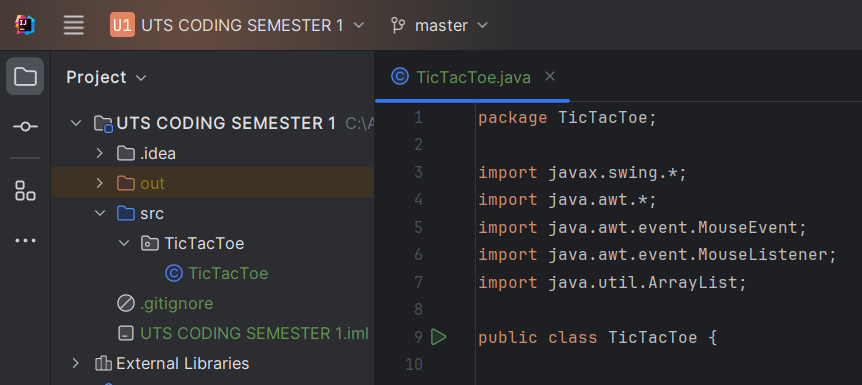 U1 UTS CODING SEMESTER 1 master
Project
TicTacToe.java
UTS CODING SEMESTER 1 C:\A
.idea
out
src
TicTacToe
TicTacToe
.gitignore
UTS CODING SEMESTER 1.iml
External Libraries
1 package TicTacToe;
2
3 import javax.swing.*;
4 import java.awt.*;
5 import java.awt.event.MouseEvent;
6 import java.awt.event.MouseListener;
7 import java.util.ArrayList;
8
9 public class TicTacToe {
10